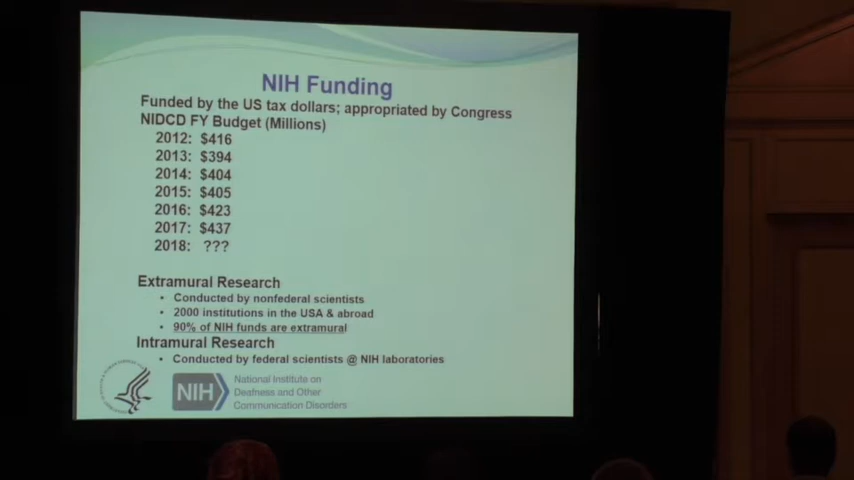 NIH Funding
Funded by the US tax dollars; appropriated by Congress
NIDCD FY Budget (Millions)
2012: $416
2013: $394
2014: $404
2015: $405
2016: $423
2017: $437
2018: ???
Extramural Research
• Conducted by nonfederal scientists
• 2000 institutions in the USA & abroad
• 90% of NIH funds are extramural
Intramural Research
• Conducted by federal scientists @ NIH laboratories
NIH
National Institute on
Deafness and Other
Communication Disorders